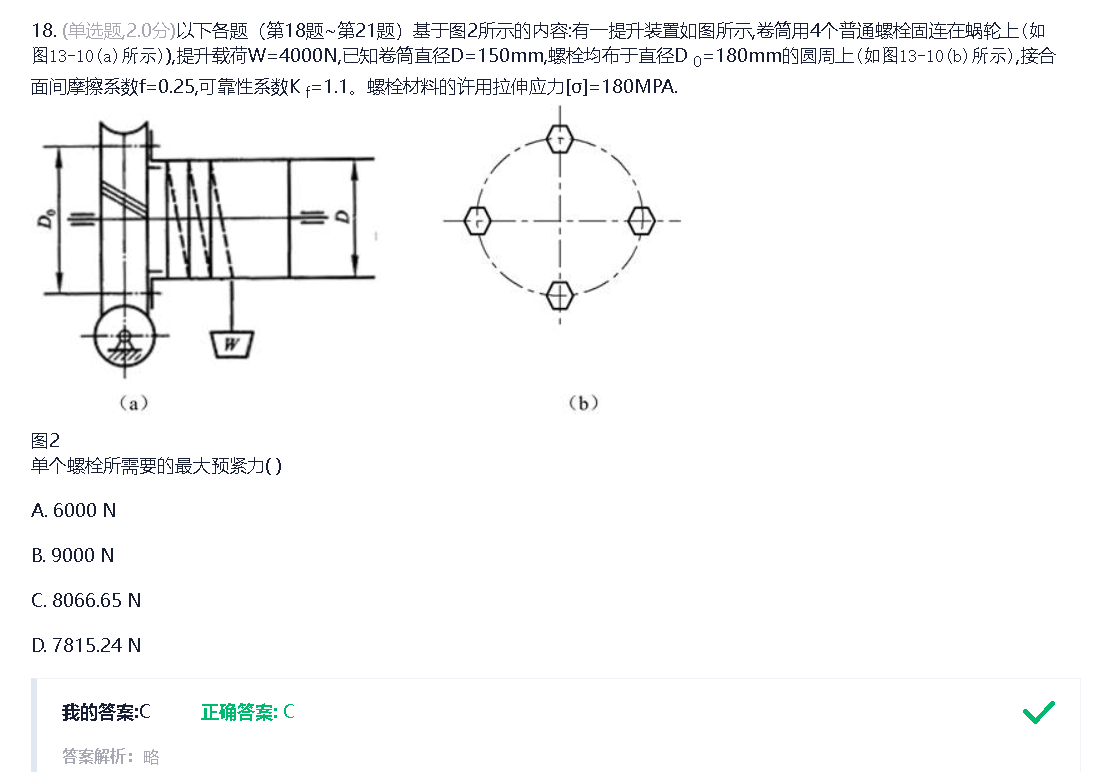 18. (单选题,2.0分)以下各题（第18题~第21题）基于图2所示的内容:有一提升装置如图所示,卷筒用4个普通螺栓固连在蜗轮上(如
图13-10(a)所示)),提升载荷W=4000N,已知卷筒直径D=150mm,螺栓均布于直径D 0=180mm的圆周上(如图13-10(b)所示),接合
面间摩擦系数f=0.25,可靠性系数K f=1.1。螺栓材料的许用拉伸应力[σ]=180MPA.
D0
D
W
(a)
(b)
图2
单个螺栓所需要的最大预紧力( )
A. 6000 N
B. 9000 N
C. 8066.65 N
D. 7815.24 N
我的答案:C 正确答案: C
答案解析：略